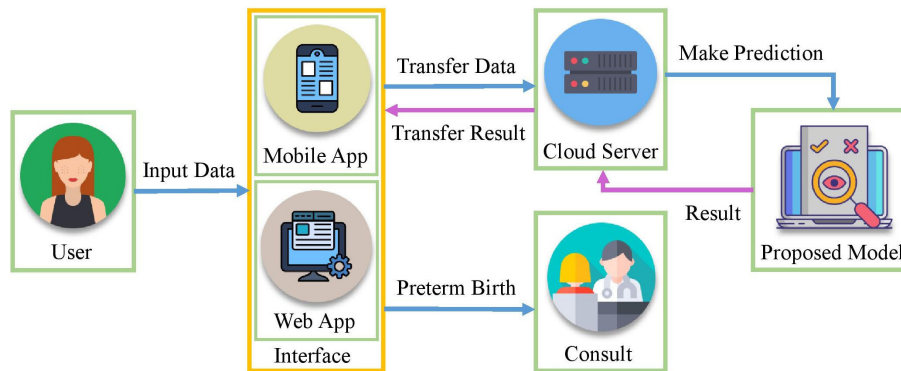 Transfer Data
Make Prediction
Transfer Result
Mobile App
Cloud Server
Input Data
Result
User
Proposed Model
Preterm Birth
Web App
Interface
Consult